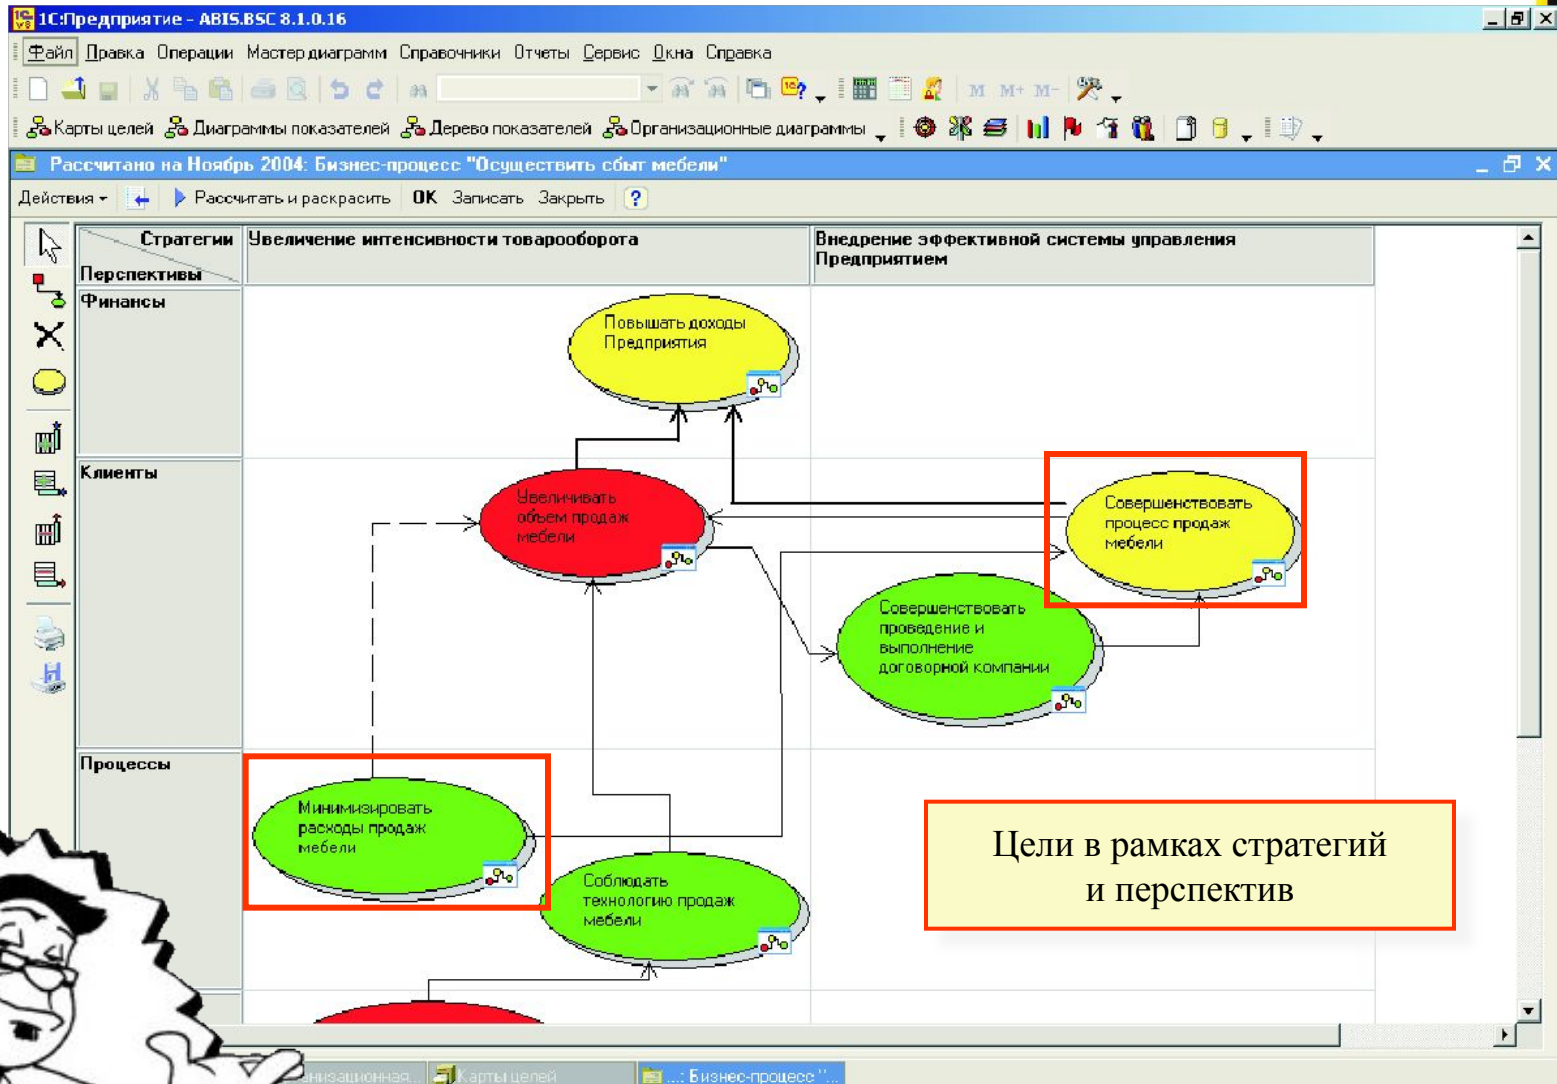 1С:Предприятие - ABIS.BSC 8.1.0.16
Файл Правка Операции Мастер диаграмм Справочники Отчеты Сервис Окна Справка
M M+ M-
Карты целей Диаграммы показателей Дерево показателей Организационные диаграммы
Рассчитано на Ноябрь 2004: Бизнес-процесс "Осуществить сбыт мебели"
Действия Рассчитать и раскрасить OK Записать Закрыть ?
Стратегии
Перспективы
Увеличение интенсивности товарооборота
Внедрение эффективной системы управления
Предприятием
Финансы
Повышать доходы
Предприятия
Клиенты
Увеличивать
объем продаж
мебели
Совершенствовать
процесс продаж
мебели
Совершенствовать
проведение и
выполнение
договорной компании
Процессы
Минимизировать
расходы продаж
мебели
Соблюдать
технологию продаж
мебели
Цели в рамках стратегий
и перспектив
анизационная... Карты целей ...: Бизнес-процесс "...